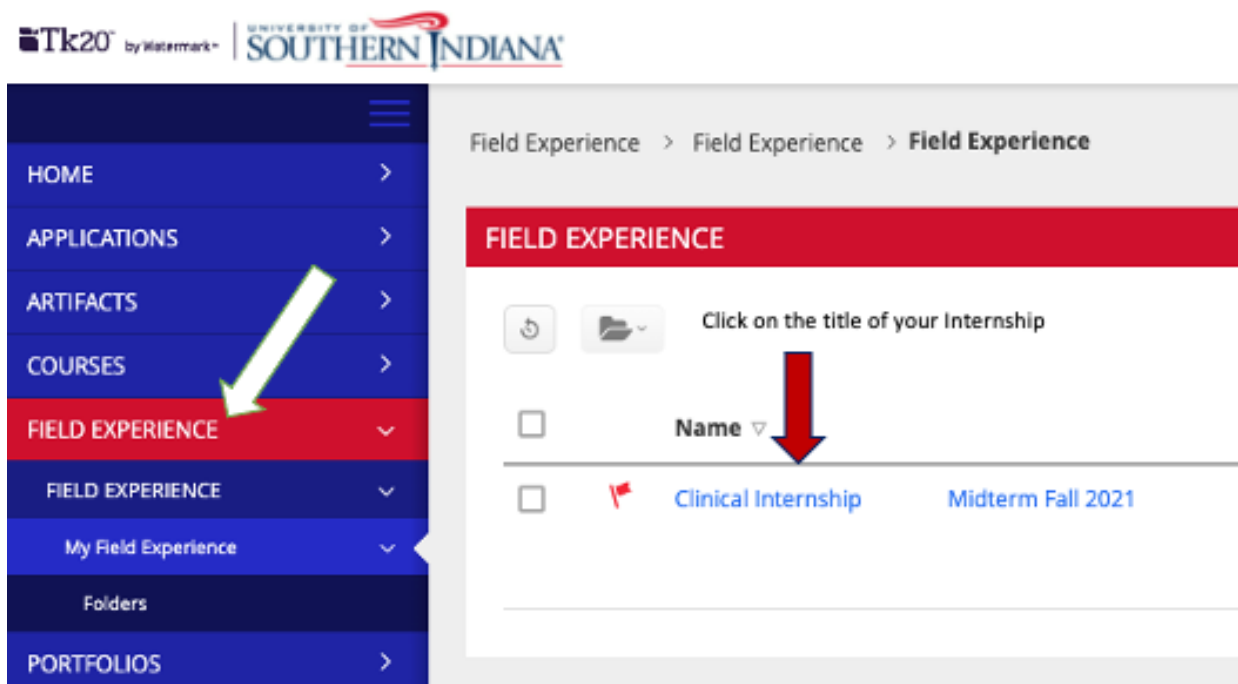 Tk20™ by Watermark™
UNIVERSITY OF
SOUTHERN INDIANA
HOME
APPLICATIONS
ARTIFACTS
COURSES
FIELD EXPERIENCE
FIELD EXPERIENCE
My Field Experience
Folders
PORTFOLIOS
Field Experience > Field Experience > Field Experience
FIELD EXPERIENCE
Click on the title of your Internship
Name
Clinical Internship Midterm Fall 2021